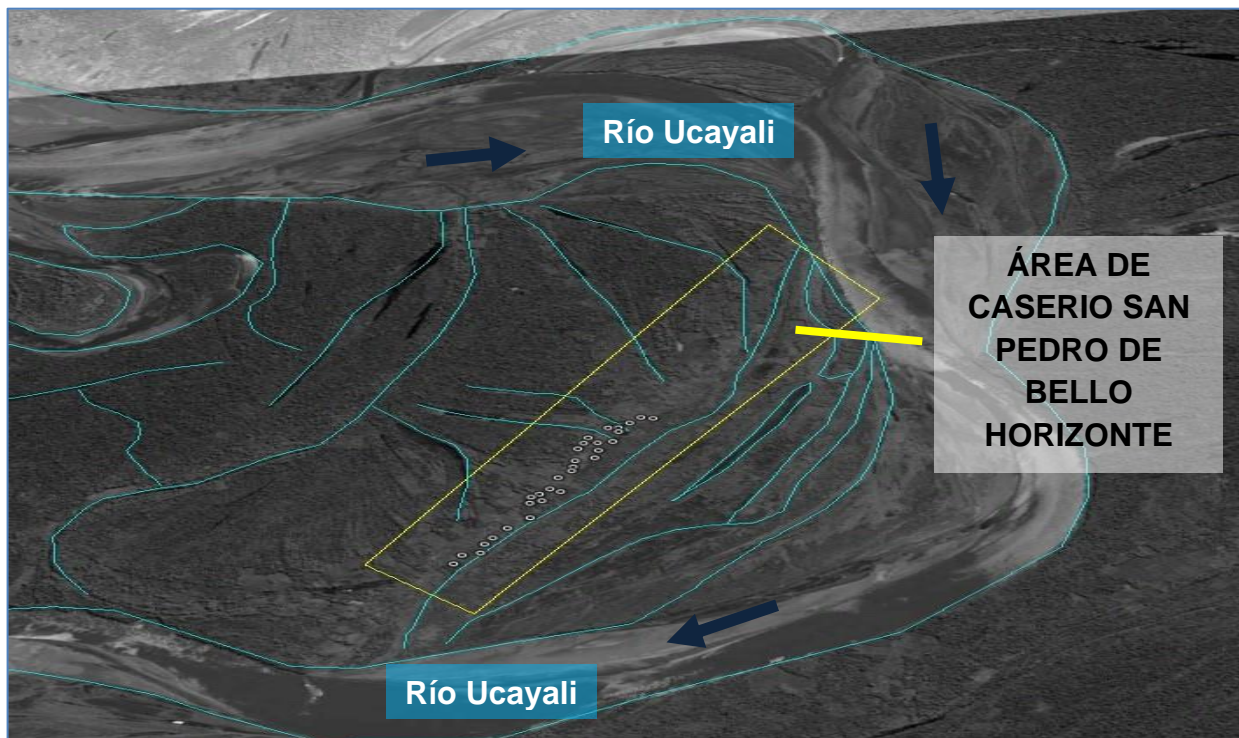 Río Ucayali
ÁREA DE
CASERIO SAN
PEDRO DE
BELLO
HORIZONTE
Río Ucayali